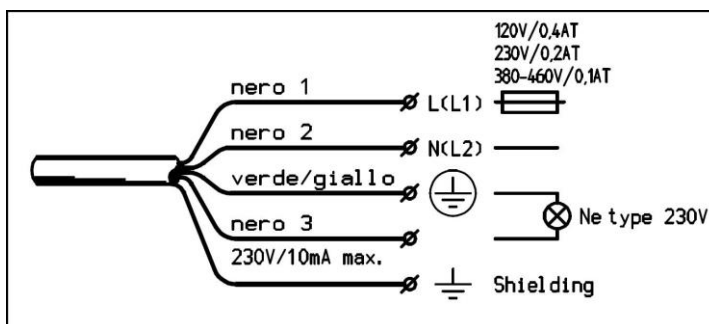 120V/0,4AT
230V/0,2AT
380-460V/0,1AT
nero 1
L(L1)
nero 2
N(L2)
verde/giallo
Ne type 230V
nero 3
230V/10mA max.
Shielding